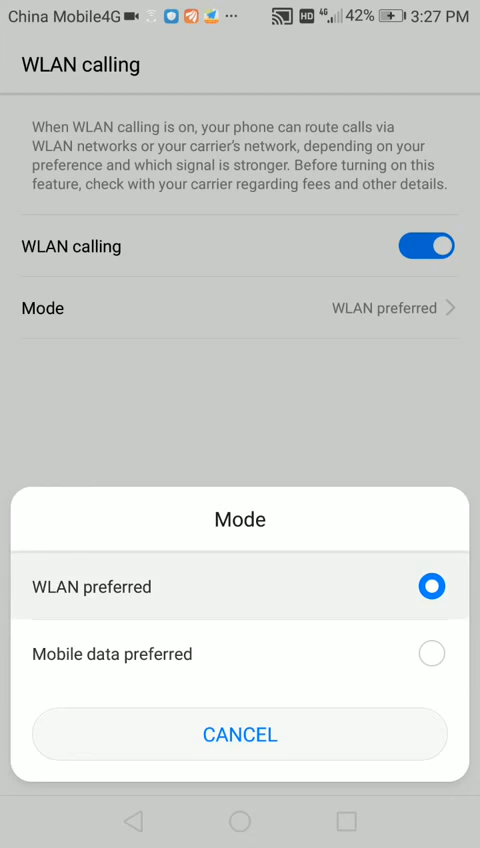 China Mobile4G HD 4G 42% 3:27 PM
WLAN calling
When WLAN calling is on, your phone can route calls via
WLAN networks or your carrier's network, depending on your
preference and which signal is stronger. Before turning on this
feature, check with your carrier regarding fees and other details.
WLAN calling
Mode WLAN preferred
Mode
WLAN preferred
Mobile data preferred
CANCEL